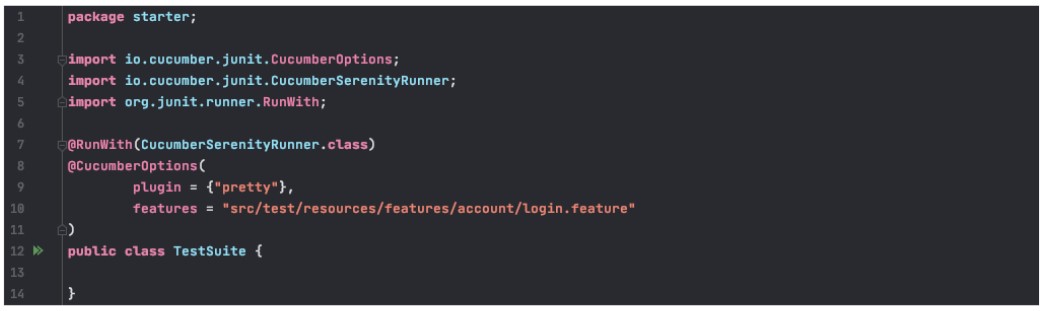 1 package starter;
2
3 import io.cucumber.junit.CucumberOptions;
4 import io.cucumber.junit.CucumberSerenityRunner;
5 import org.junit.runner.RunWith;
6
7 @RunWith(CucumberSerenityRunner.class)
8 @CucumberOptions(
9 plugin = {"pretty"},
10 features = "src/test/resources/features/account/login.feature"
11 )
12 public class TestSuite {
13
14 }